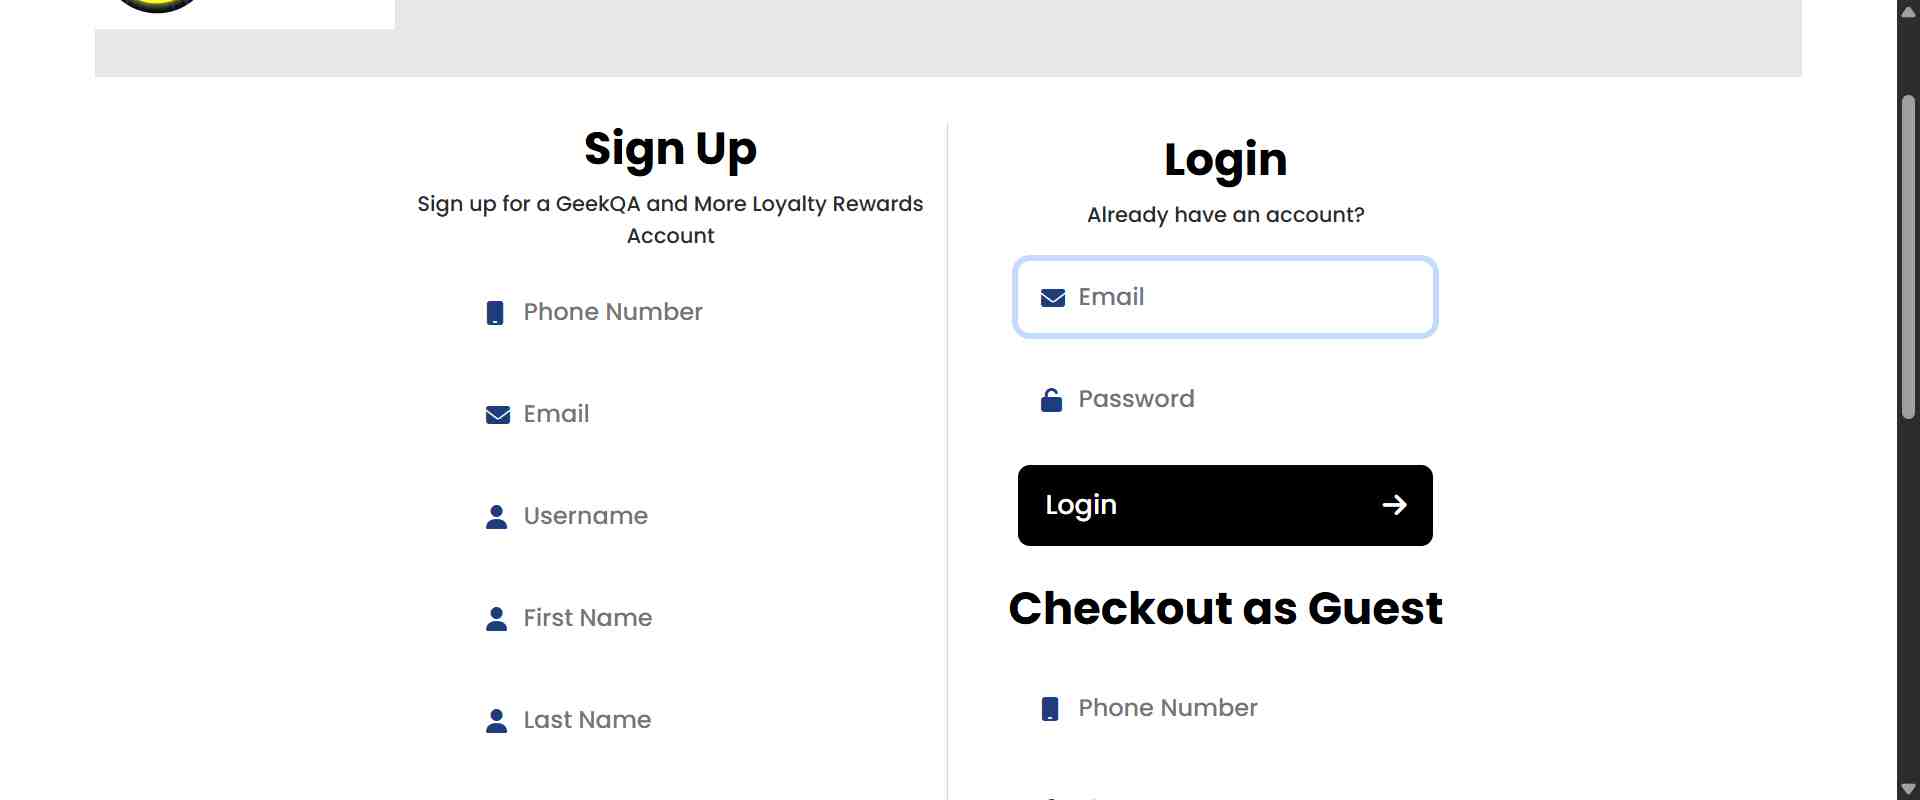 Sign Up
Sign up for a GeekQA and More Loyalty Rewards
Account
Phone Number
Email
Username
First Name
Last Name
Login
Already have an account?
Email
Password
Login
Checkout as Guest
Phone Number